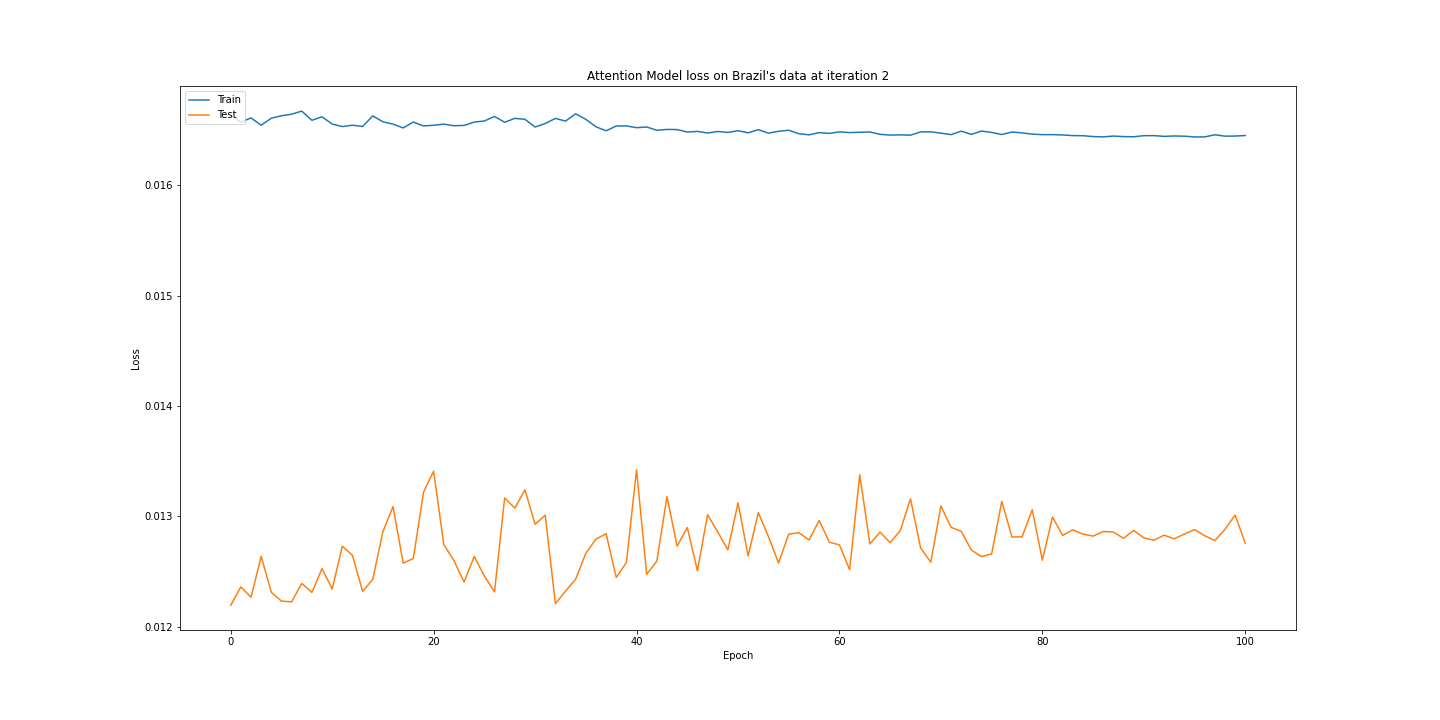 Attention Model loss on Brazil's data at iteration 2
Train
Test
0.016
0.015
0.014
0.013
0.012
Loss
0 20 40 60 80 100
Epoch